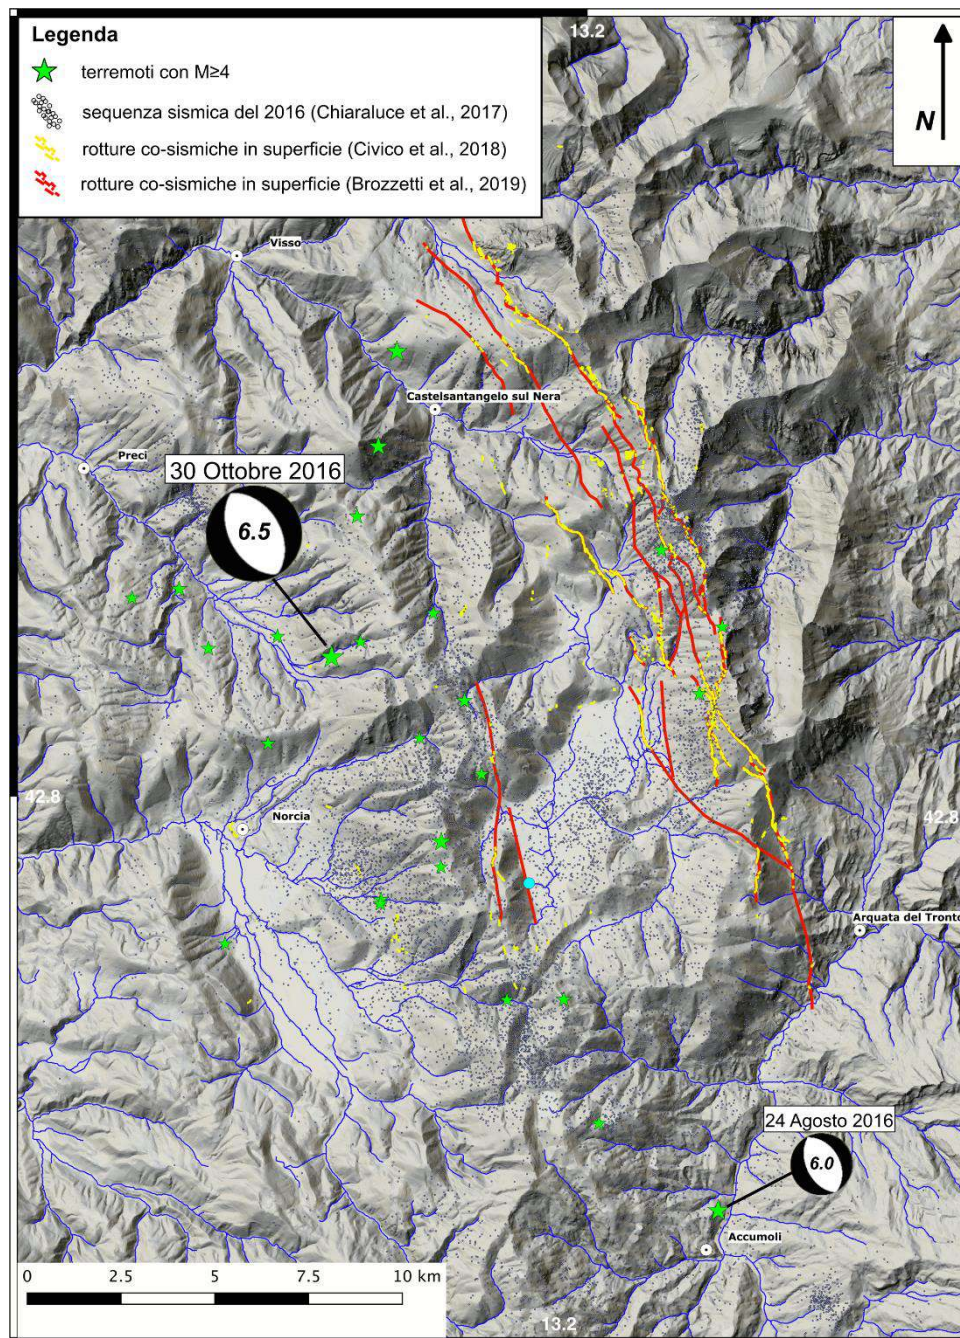 Legenda
13.2
terremoti con M≥4
sequenza sismica del 2016 (Chiaraluce et al., 2017)
N
rotture co-sismiche in superficie (Civico et al., 2018)
rotture co-sismiche in superficie (Brozzetti et al., 2019)
Visso
Castelsantangelo sul Nera
Preci
30 Ottobre 2016
6.5
42.8
Norcia
42.8
Arquata del Tronto
24 Agosto 2016
6.0
Accumoli
0 2.5 5 7.5 10 km
13.2